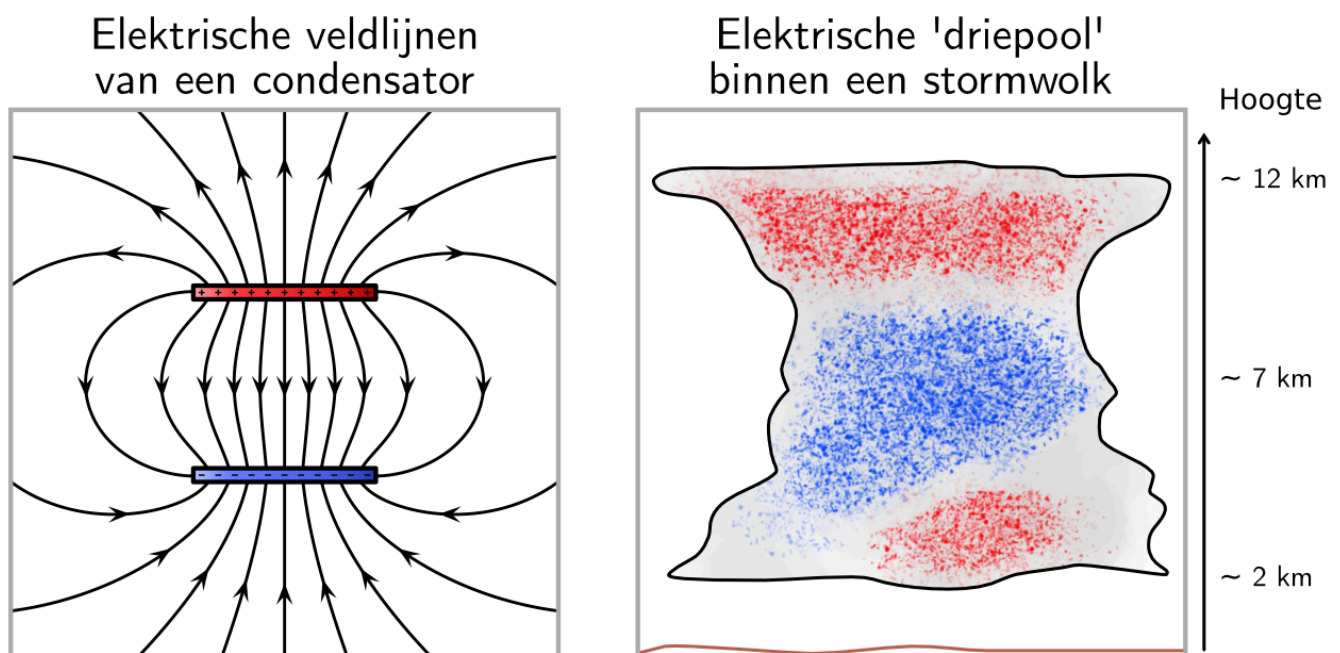 Elektrische veldlijnen
van een condensator
Elektrische 'driepool'
binnen een stormwolk
Hoogte
~ 12 km
~ 7 km
~ 2 km
+ + + + + + + + + + +
- - - - - - - - - - -